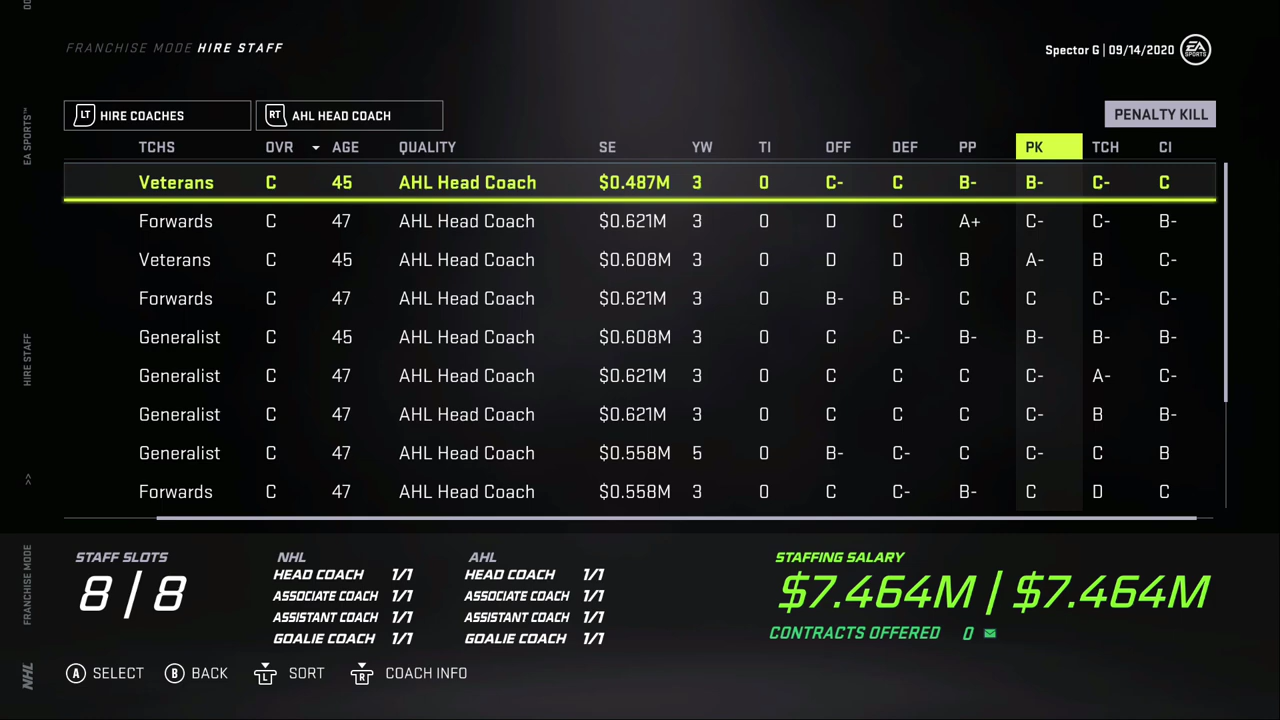 FRANCHISE MODE HIRE STAFF
Spector G | 09/14/2020 EA SPORTS
LT HIRE COACHES RT AHL HEAD COACH PENALTY KILL
TCHS OVR AGE QUALITY SE YW TI OFF DEF PP PK TCH CI
Veterans C 45 AHL Head Coach $0.487M 3 0 C- C B- B- C- C
Forwards C 47 AHL Head Coach $0.621M 3 0 D C A+ C- C- B-
Veterans C 45 AHL Head Coach $0.608M 3 0 D D B A- B C-
Forwards C 47 AHL Head Coach $0.621M 3 0 B- B- C C C- C-
Generalist C 45 AHL Head Coach $0.608M 3 0 C C- B- B- B- B-
Generalist C 47 AHL Head Coach $0.621M 3 0 C C C C- A- C-
Generalist C 47 AHL Head Coach $0.621M 3 0 C C C C- B B-
Generalist C 47 AHL Head Coach $0.558M 5 0 B- C- C C- C B
Forwards C 47 AHL Head Coach $0.558M 3 0 C C- B- C D C
STAFF SLOTS
8 / 8
NHL
HEAD COACH 1/1
ASSOCIATE COACH 1/1
ASSISTANT COACH 1/1
GOALIE COACH 1/1
AHL
HEAD COACH 1/1
ASSOCIATE COACH 1/1
ASSISTANT COACH 1/1
GOALIE COACH 1/1
STAFFING SALARY
$7.464M / $7.464M
CONTRACTS OFFERED 0
A SELECT B BACK L SORT R COACH INFO
EA SPORTS™
HIRE STAFF
>>
FRANCHISE MODE
NHL